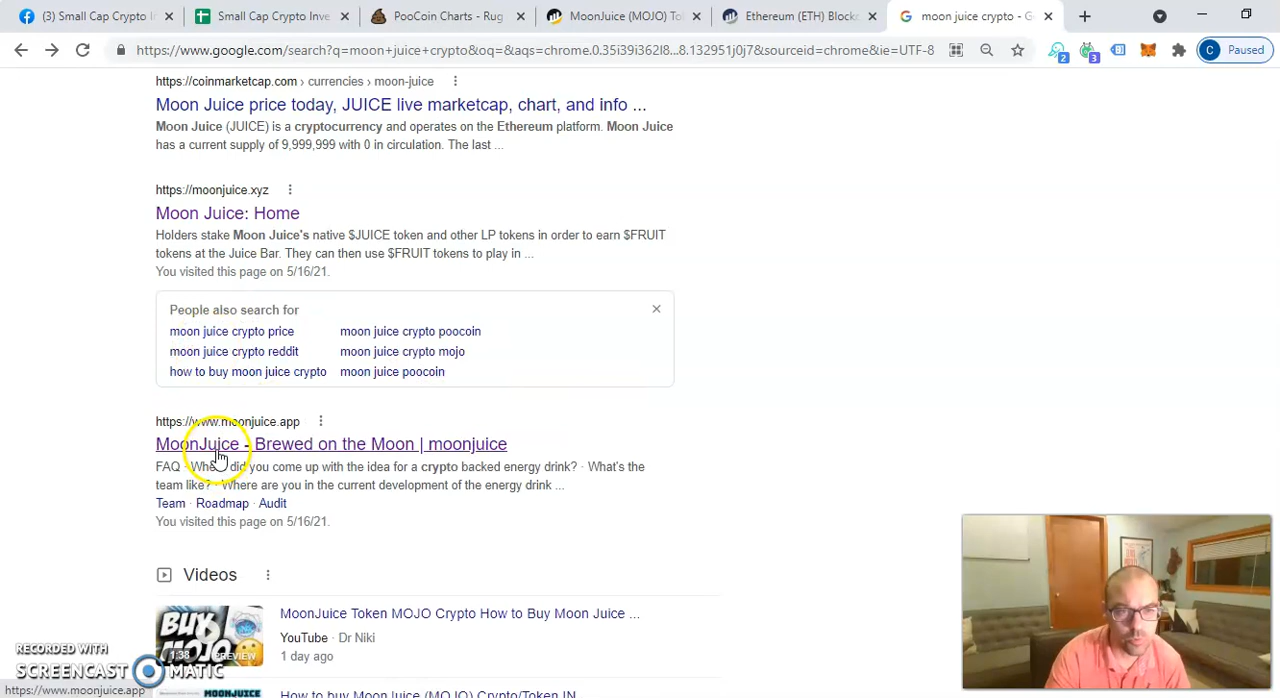 (3) Small Cap Crypto I
Small Cap Crypto Inve
PooCoin Charts - Rug
MoonJuice (MOJO) To
Ethereum (ETH) Block
moon juice crypto - G
https://www.google.com/search?q=moon+juice+crypto&oq=&aqs=chrome.0.35i39i362l8...8.132951j0j7&sourceid=chrome&ie=UTF-8
2
3
C Paused
https://coinmarketcap.com › currencies › moon-juice
Moon Juice price today, JUICE live marketcap, chart, and info ...
Moon Juice (JUICE) is a cryptocurrency and operates on the Ethereum platform. Moon Juice
has a current supply of 9,999,999 with 0 in circulation. The last ...
https://moonjuice.xyz
Moon Juice: Home
Holders stake Moon Juice's native $JUICE token and other LP tokens in order to earn $FRUIT
tokens at the Juice Bar. They can then use $FRUIT tokens to play in ...
You visited this page on 5/16/21.
People also search for
moon juice crypto price
moon juice crypto poocoin
moon juice crypto reddit
moon juice crypto mojo
how to buy moon juice crypto
moon juice poocoin
https://www.moonjuice.app
MoonJuice - Brewed on the Moon | moonjuice
FAQ · When did you come up with the idea for a crypto backed energy drink? · What's the
team like? · Where are you in the current development of the energy drink ...
Team · Roadmap · Audit
You visited this page on 5/16/21.
Videos
BUY
MOJO
1:38
PREVIEW
MoonJuice Token MOJO Crypto How to Buy Moon Juice ...
YouTube · Dr Niki
1 day ago
MOONJUICE
How to buy MoonJuice (MOJO) Crypto/Token IN
RECORDED WITH
SCREENCAST MATIC
https://www.moonjuice.app